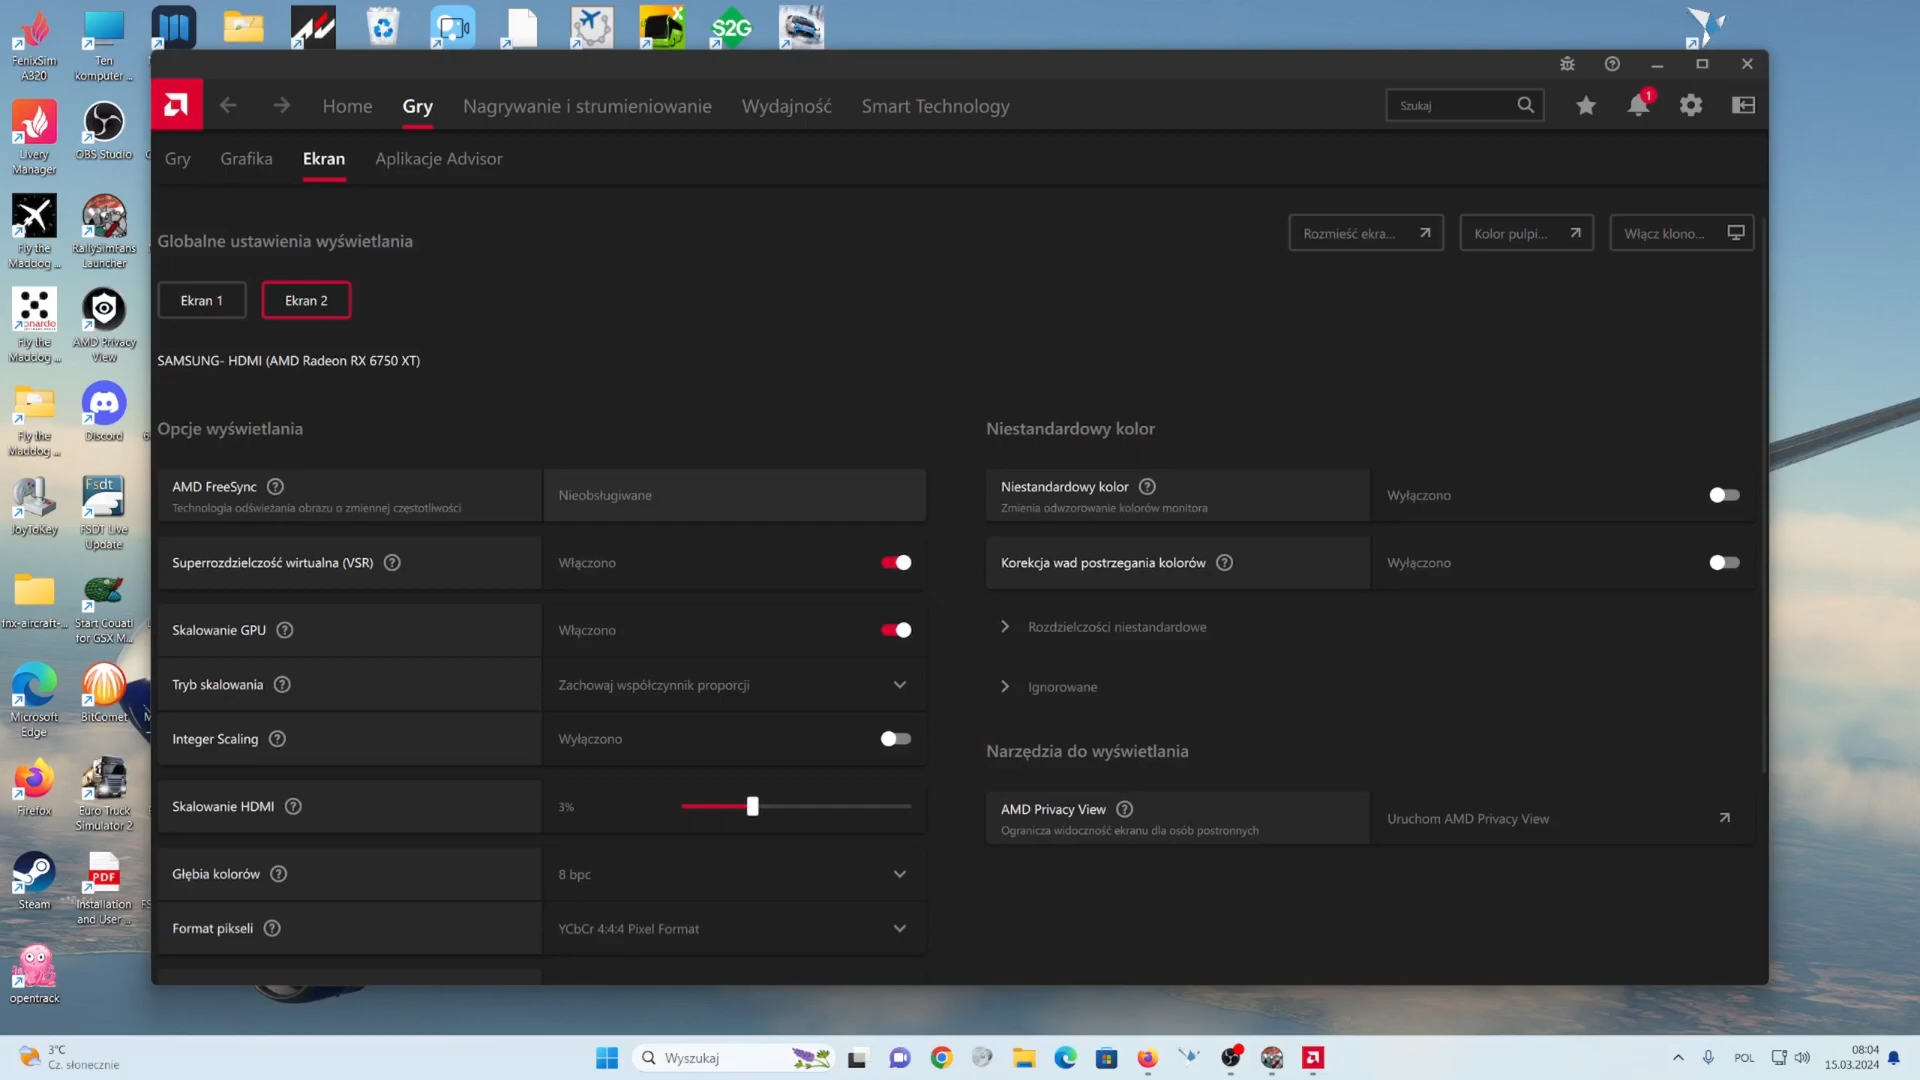 FenixSim
A320
Ten
komputer ...
S2G
Home
Gry
Nagrywanie i strumieniowanie
Wydajność
Smart Technology
Szukaj
1
Livery
Manager
OBS Studio
Gry
Grafika
Ekran
Aplikacje Advisor
Fly the
Maddog ...
RallySimFans
Launcher
Globalne ustawienia wyświetlania
Rozmieść ekra...
Kolor pulpi...
Włącz klono...
Ekran 1
Ekran 2
Fly the
Maddog ...
AMD Privacy
View
SAMSUNG- HDMI (AMD Radeon RX 6750 XT)
Fly the
Maddog ...
Discord
Opcje wyświetlania
Niestandardowy kolor
AMD FreeSync
Technologia odświeżania obrazu o zmiennej częstotliwości
Nieobsługiwane
Niestandardowy kolor
Zmienia odwzorowanie kolorów monitora
Wyłączono
JoyToKey
Fsdt
FSDT Live
Update
Superrozdzielczość wirtualna (VSR)
Włączono
Korekcja wad postrzegania kolorów
Wyłączono
fnx-aircraft-...
Start Couatl
for GSX M...
Skalowanie GPU
Włączono
Rozdzielczości niestandardowe
Tryb skalowania
Zachowaj współczynnik proporcji
Ignorowane
Microsoft
Edge
BitComet
Integer Scaling
Wyłączono
Narzędzia do wyświetlania
Firefox
Euro Truck
Simulator 2
Skalowanie HDMI
3%
AMD Privacy View
Ogranicza widoczność ekranu dla osób postronnych
Uruchom AMD Privacy View
Głębia kolorów
8 bpc
Steam
PDF
Installation
and User ...
Format pikseli
YCbCr 4:4:4 Pixel Format
opentrack
3°C
Cz. słonecznie
Wyszukaj
POL
08:04
15.03.2024